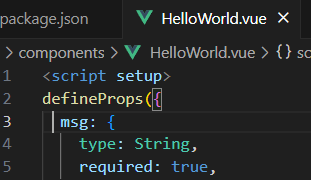 package.json HelloWorld.vue
components > HelloWorld.vue > {} sc
1 <script setup>
2 defineProps({
3 msg: {
4 type: String,
5 required: true,